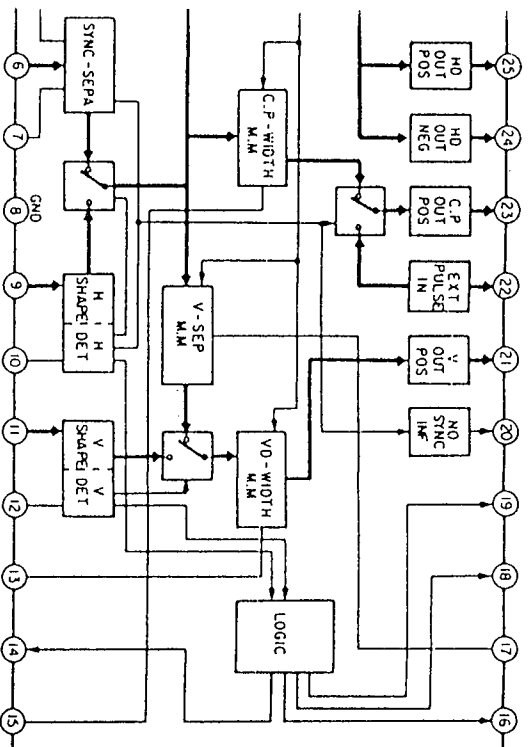 25
24
23
22
21
20
19
18
17
16
HD
OUT
POS
HD
OUT
NEG
C.P
OUT
POS
EXT
PULSE
IN
V
OUT
POS
NO
SYNC
INF
C.P-WIDTH
M.M
V-SEP
M.M
VD-WIDTH
M.M
LOGIC
SYNC-SEPA
H
SHAPE
H
DET
V
SHAPE
V
DET
GND
6
7
8
9
10
11
12
13
14
15